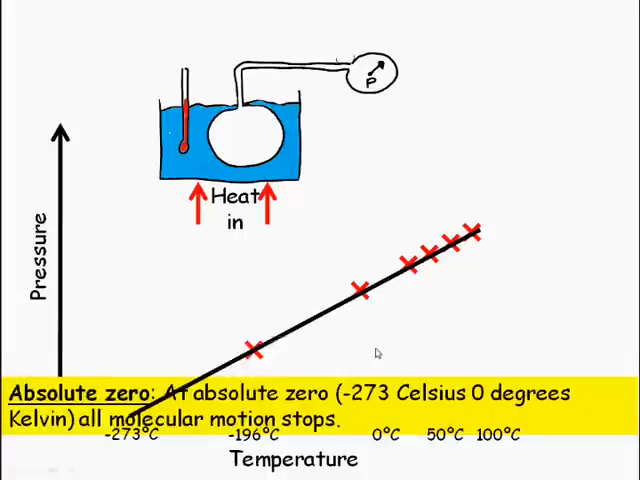 P
Heat
in
Pressure
Absolute zero: At absolute zero (-273 Celsius 0 degrees
Kelvin) all molecular motion stops.
-273°C -196°C 0°C 50°C 100°C
Temperature